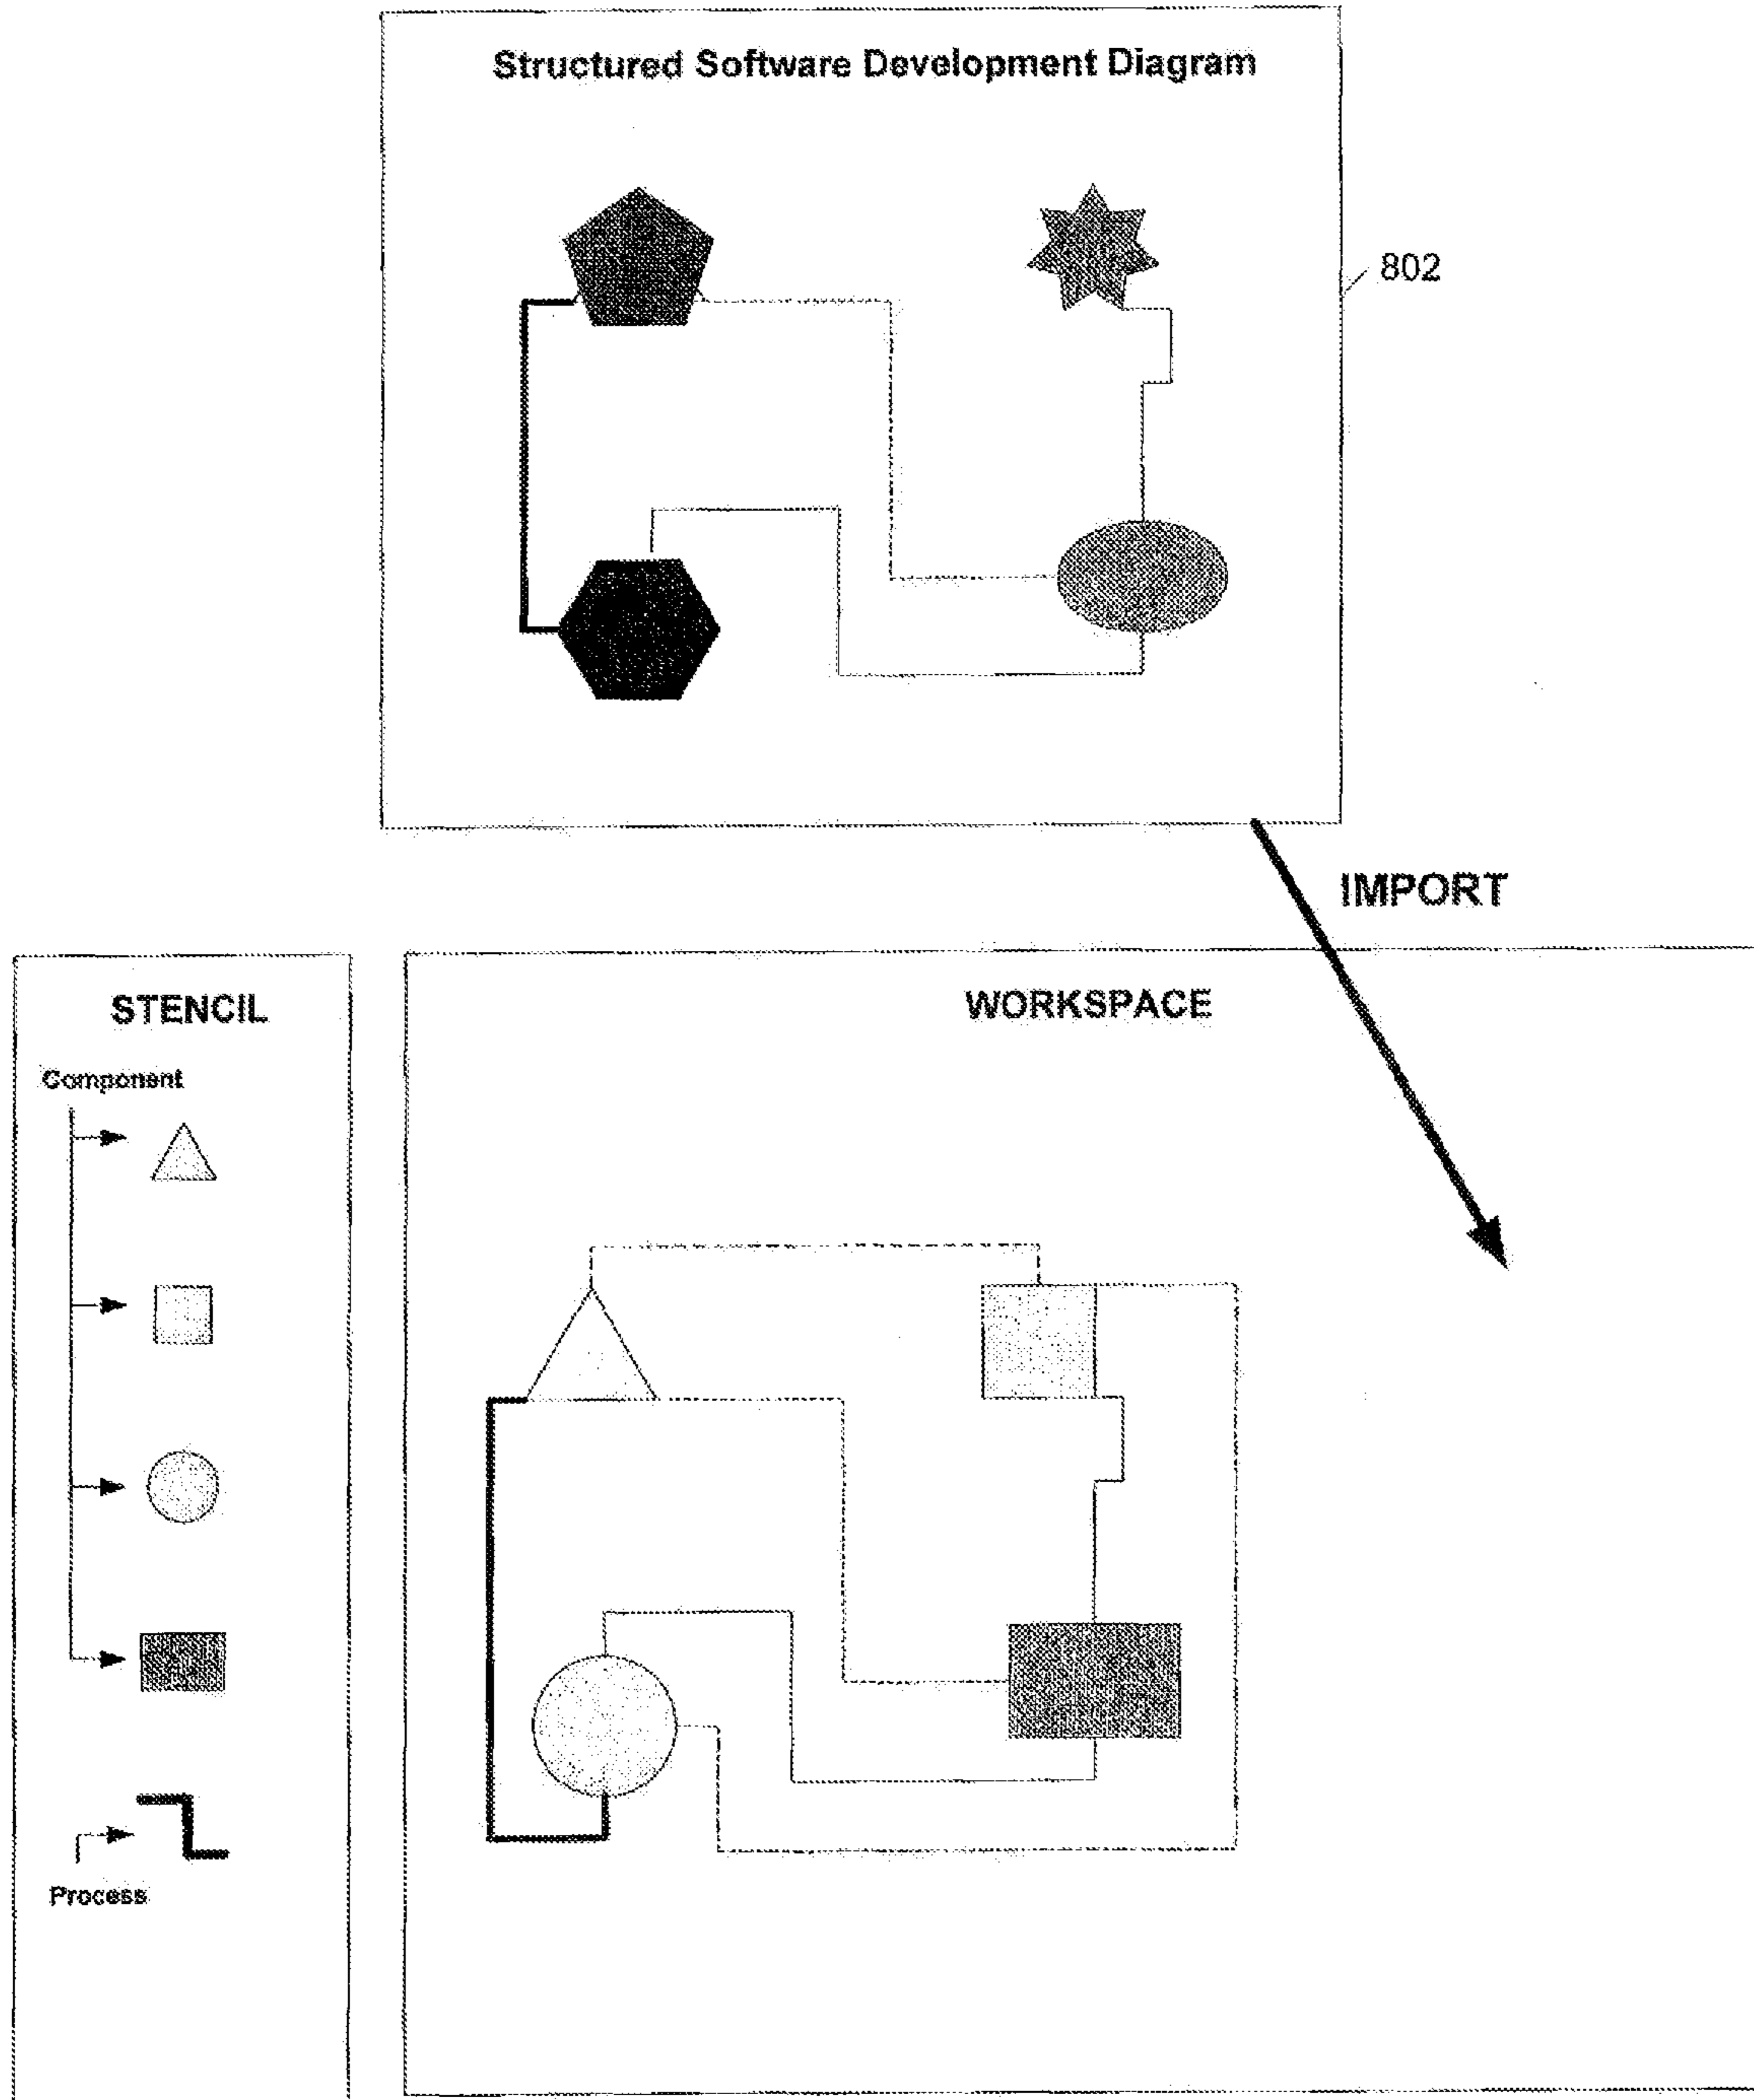 Structured Software Development Diagram
802
IMPORT
STENCIL
Component
Process
WORKSPACE